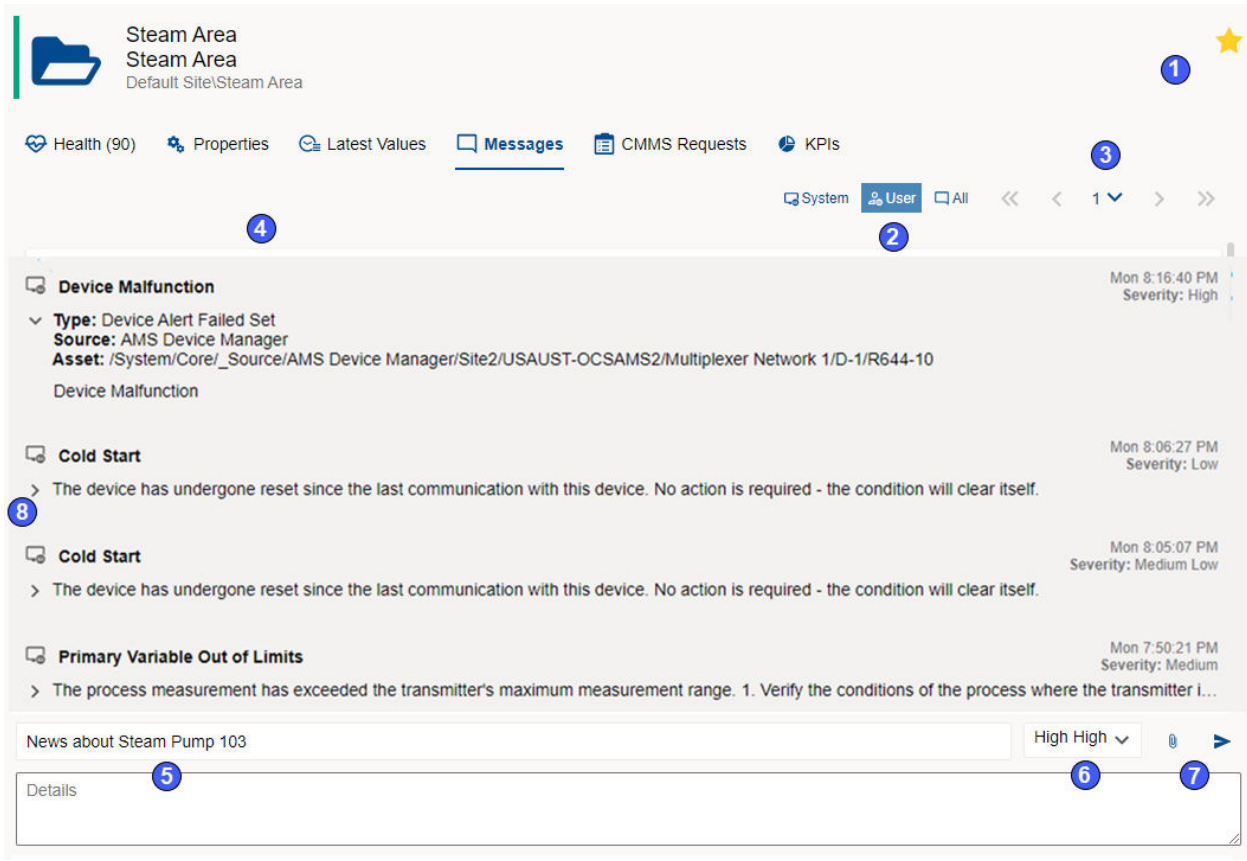 Steam Area
Steam Area
Default Site\Steam Area
1
Health (90) Properties Latest Values Messages CMMS Requests KPIs
3
System User All 1
4 2
Device Malfunction Mon 8:16:40 PM
Severity: High
Type: Device Alert Failed Set
Source: AMS Device Manager
Asset: /System/Core/_Source/AMS Device Manager/Site2/USAUST-OCSAMS2/Multiplexer Network 1/D-1/R644-10
Device Malfunction
Cold Start Mon 8:06:27 PM
Severity: Low
The device has undergone reset since the last communication with this device. No action is required - the condition will clear itself.
8
Cold Start Mon 8:05:07 PM
Severity: Medium Low
The device has undergone reset since the last communication with this device. No action is required - the condition will clear itself.
Primary Variable Out of Limits Mon 7:50:21 PM
Severity: Medium
The process measurement has exceeded the transmitter's maximum measurement range. 1. Verify the conditions of the process where the transmitter i...
News about Steam Pump 103 High High
5 6 7
Details